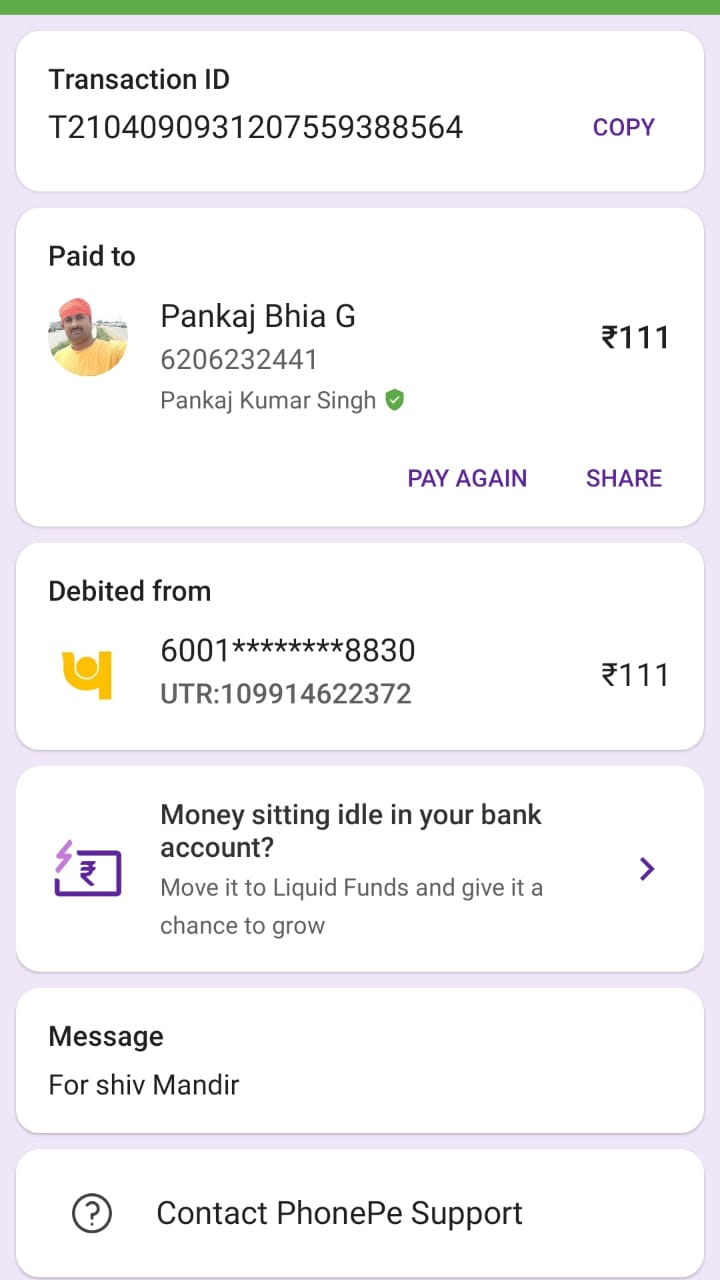 Transaction ID
T2104090931207559388564
COPY
Paid to
Pankaj Bhia G
6206232441
Pankaj Kumar Singh
₹111
PAY AGAIN
SHARE
Debited from
6001********8830
UTR:109914622372
₹111
Money sitting idle in your bank
account?
Move it to Liquid Funds and give it a
chance to grow
Message
For shiv Mandir
Contact PhonePe Support